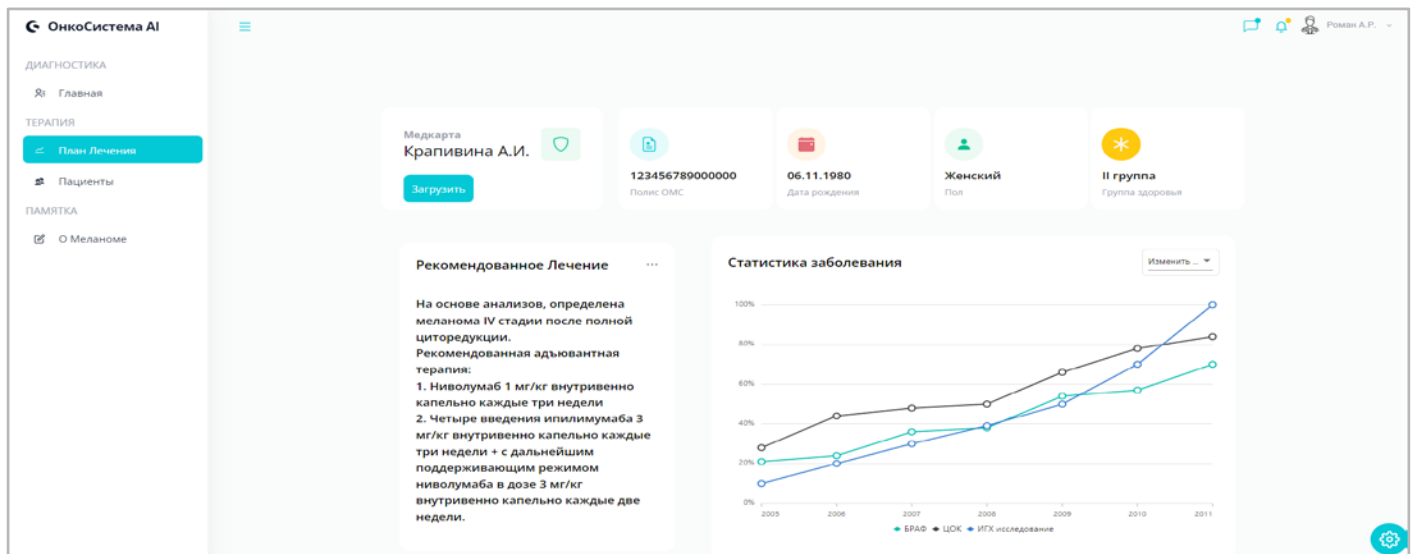 ОнкоСистема AI
Роман А.Р.
ДИАГНОСТИКА
Главная
ТЕРАПИЯ
План Лечения
Пациенты
ПАМЯТКА
О Меланоме
Медкарта
Крапивина А.И.
Загрузить
123456789000000
Полис ОМС
06.11.1980
Дата рождения
Женский
Пол
II группа
Группа здоровья
Рекомендованное Лечение
...
На основе анализов, определена
меланома IV стадии после полной
циторедукции.
Рекомендованная адъювантная
терапия:
1. Ниволумаб 1 мг/кг внутривенно
капельно каждые три недели
2. Четыре введения ипилимумаба 3
мг/кг внутривенно капельно каждые
три недели + с дальнейшим
поддерживающим режимом
ниволумаба в дозе 3 мг/кг
внутривенно капельно каждые две
недели.
Статистика заболевания
Изменить ...
100%
80%
60%
40%
20%
0%
2005 2006 2007 2008 2009 2010 2011
БРАФ ЦОК ИГХ исследование